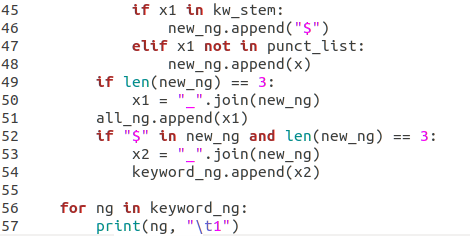 45            if x1 in kw_stem:
46                new_ng.append("$")
47            elif x1 not in punct_list:
48                new_ng.append(x)
49        if len(new_ng) == 3:
50            x1 = "_".join(new_ng)
51        all_ng.append(x1)
52        if "$" in new_ng and len(new_ng) == 3:
53            x2 = "_".join(new_ng)
54            keyword_ng.append(x2)
55
56    for ng in keyword_ng:
57        print(ng, "\t1")